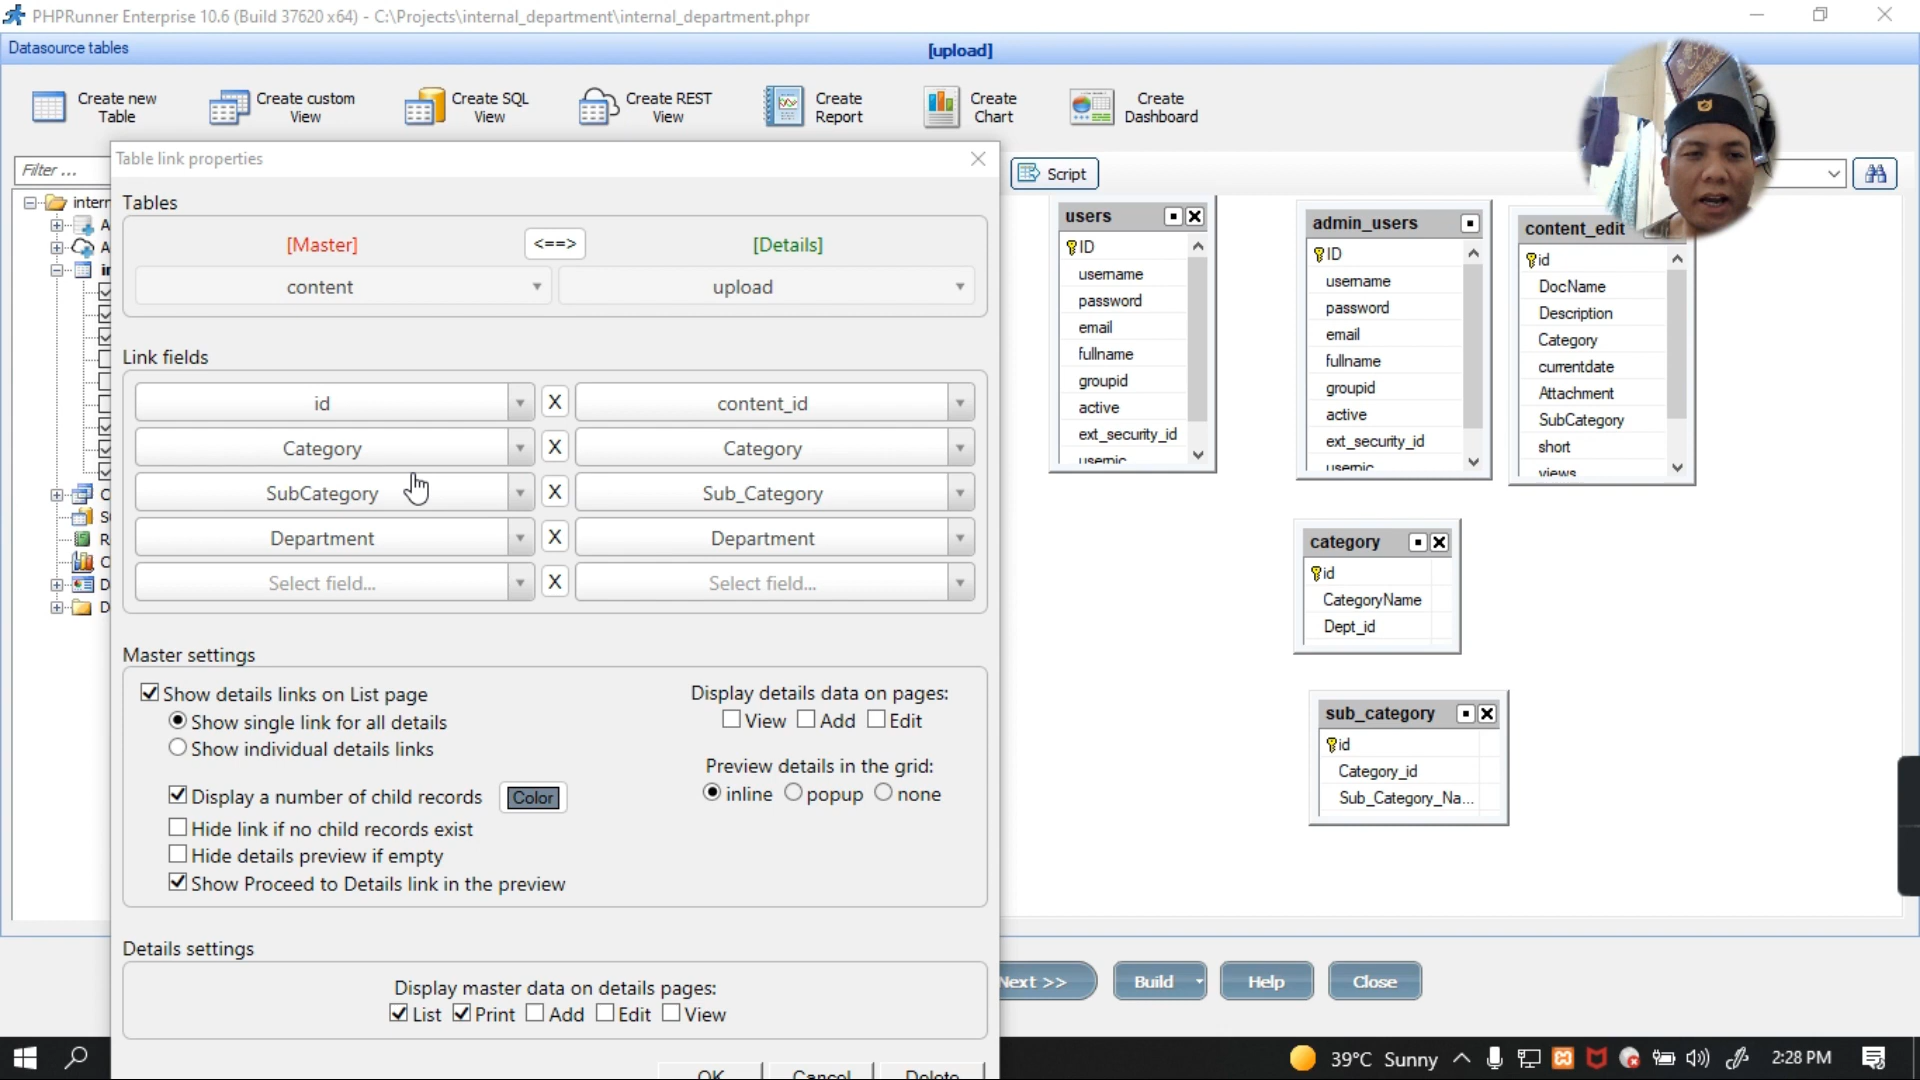 PHPRunner Enterprise 10.6 (Build 37620 x64) - C:\Projects\internal_department\internal_department.phpr
Datasource tables
[upload]
Create new Table
Create custom View
Create SQL View
Create REST View
Create Report
Create Chart
Create Dashboard
Filter ...
Table link properties
Script
Tables
[Master]
<==>
[Details]
content
upload
Link fields
id X content_id
Category X Category
SubCategory X Sub_Category
Department X Department
Select field... X Select field...
Master settings
Show details links on List page
Show single link for all details
Show individual details links
Display a number of child records
Color
Hide link if no child records exist
Hide details preview if empty
Show Proceed to Details link in the preview
Display details data on pages:
View Add Edit
Preview details in the grid:
inline popup none
Details settings
Display master data on details pages:
List Print Add Edit View
OK Cancel Delete
users
ID
username
password
email
fullname
groupid
active
ext_security_id
userpic
admin_users
ID
username
password
email
fullname
groupid
active
ext_security_id
userpic
content_edit
id
DocName
Description
Category
currentdate
Attachment
SubCategory
short
views
category
id
CategoryName
Dept_id
sub_category
id
Category_id
Sub_Category_Na...
Next >>
Build
Help
Close
39°C Sunny
2:28 PM